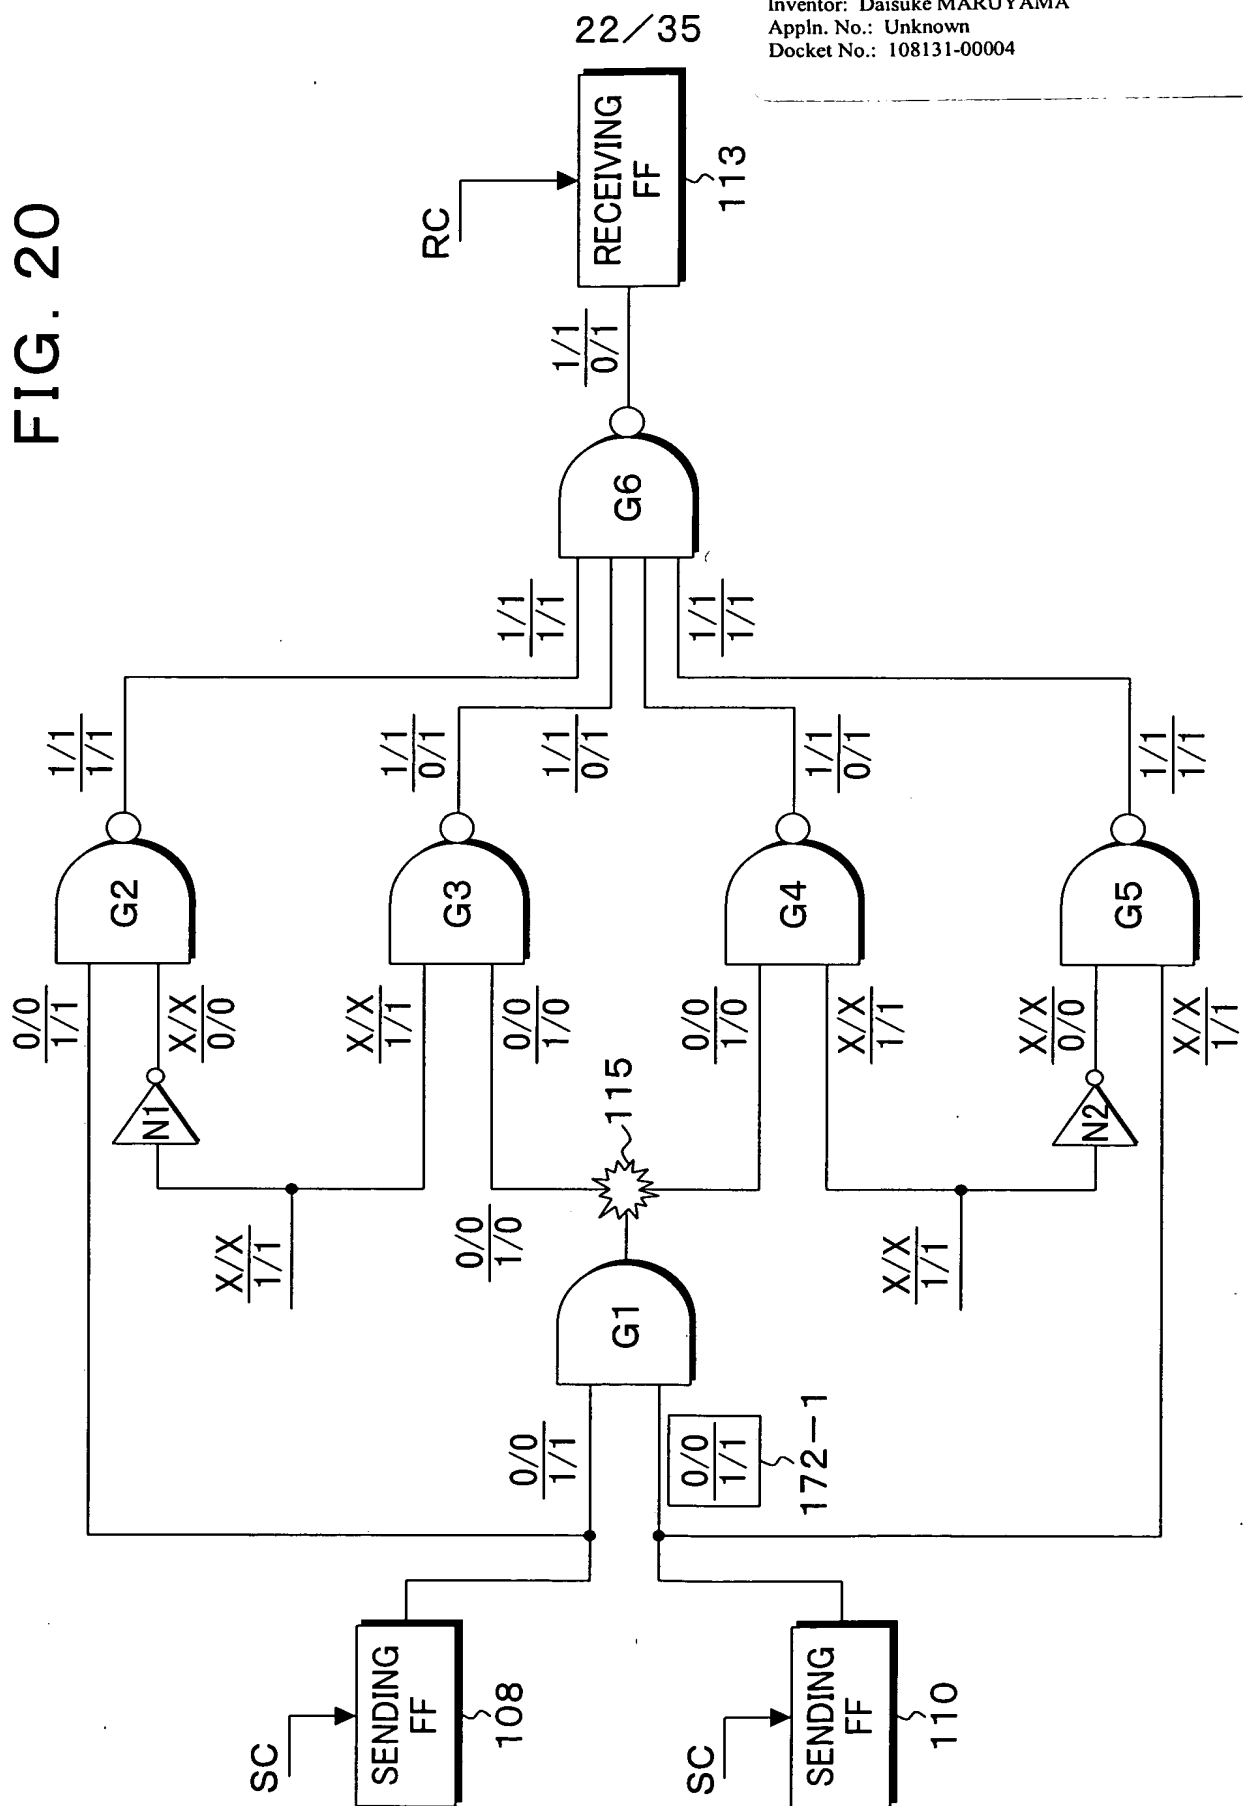 Inventor: Daisuke MARUYAMA
Appln. No.: Unknown
Docket No.: 108131-00004
22/35
FIG. 20
RC
RECEIVING
FF
113
1/1
0/1
G6
1/1
1/1
1/1
0/1
1/1
1/1
1/1
1/1
1/1
0/1
1/1
0/1
1/1
1/1
G2
G3
G4
G5
0/0
1/1
X/X
0/0
X/X
1/1
0/0
1/0
0/0
1/0
X/X
1/1
X/X
0/0
X/X
1/1
N1
115
N2
X/X
1/1
0/0
1/0
X/X
1/1
G1
0/0
1/1
0/0
1/1
172-1
SC
SENDING
FF
108
SC
SENDING
FF
110